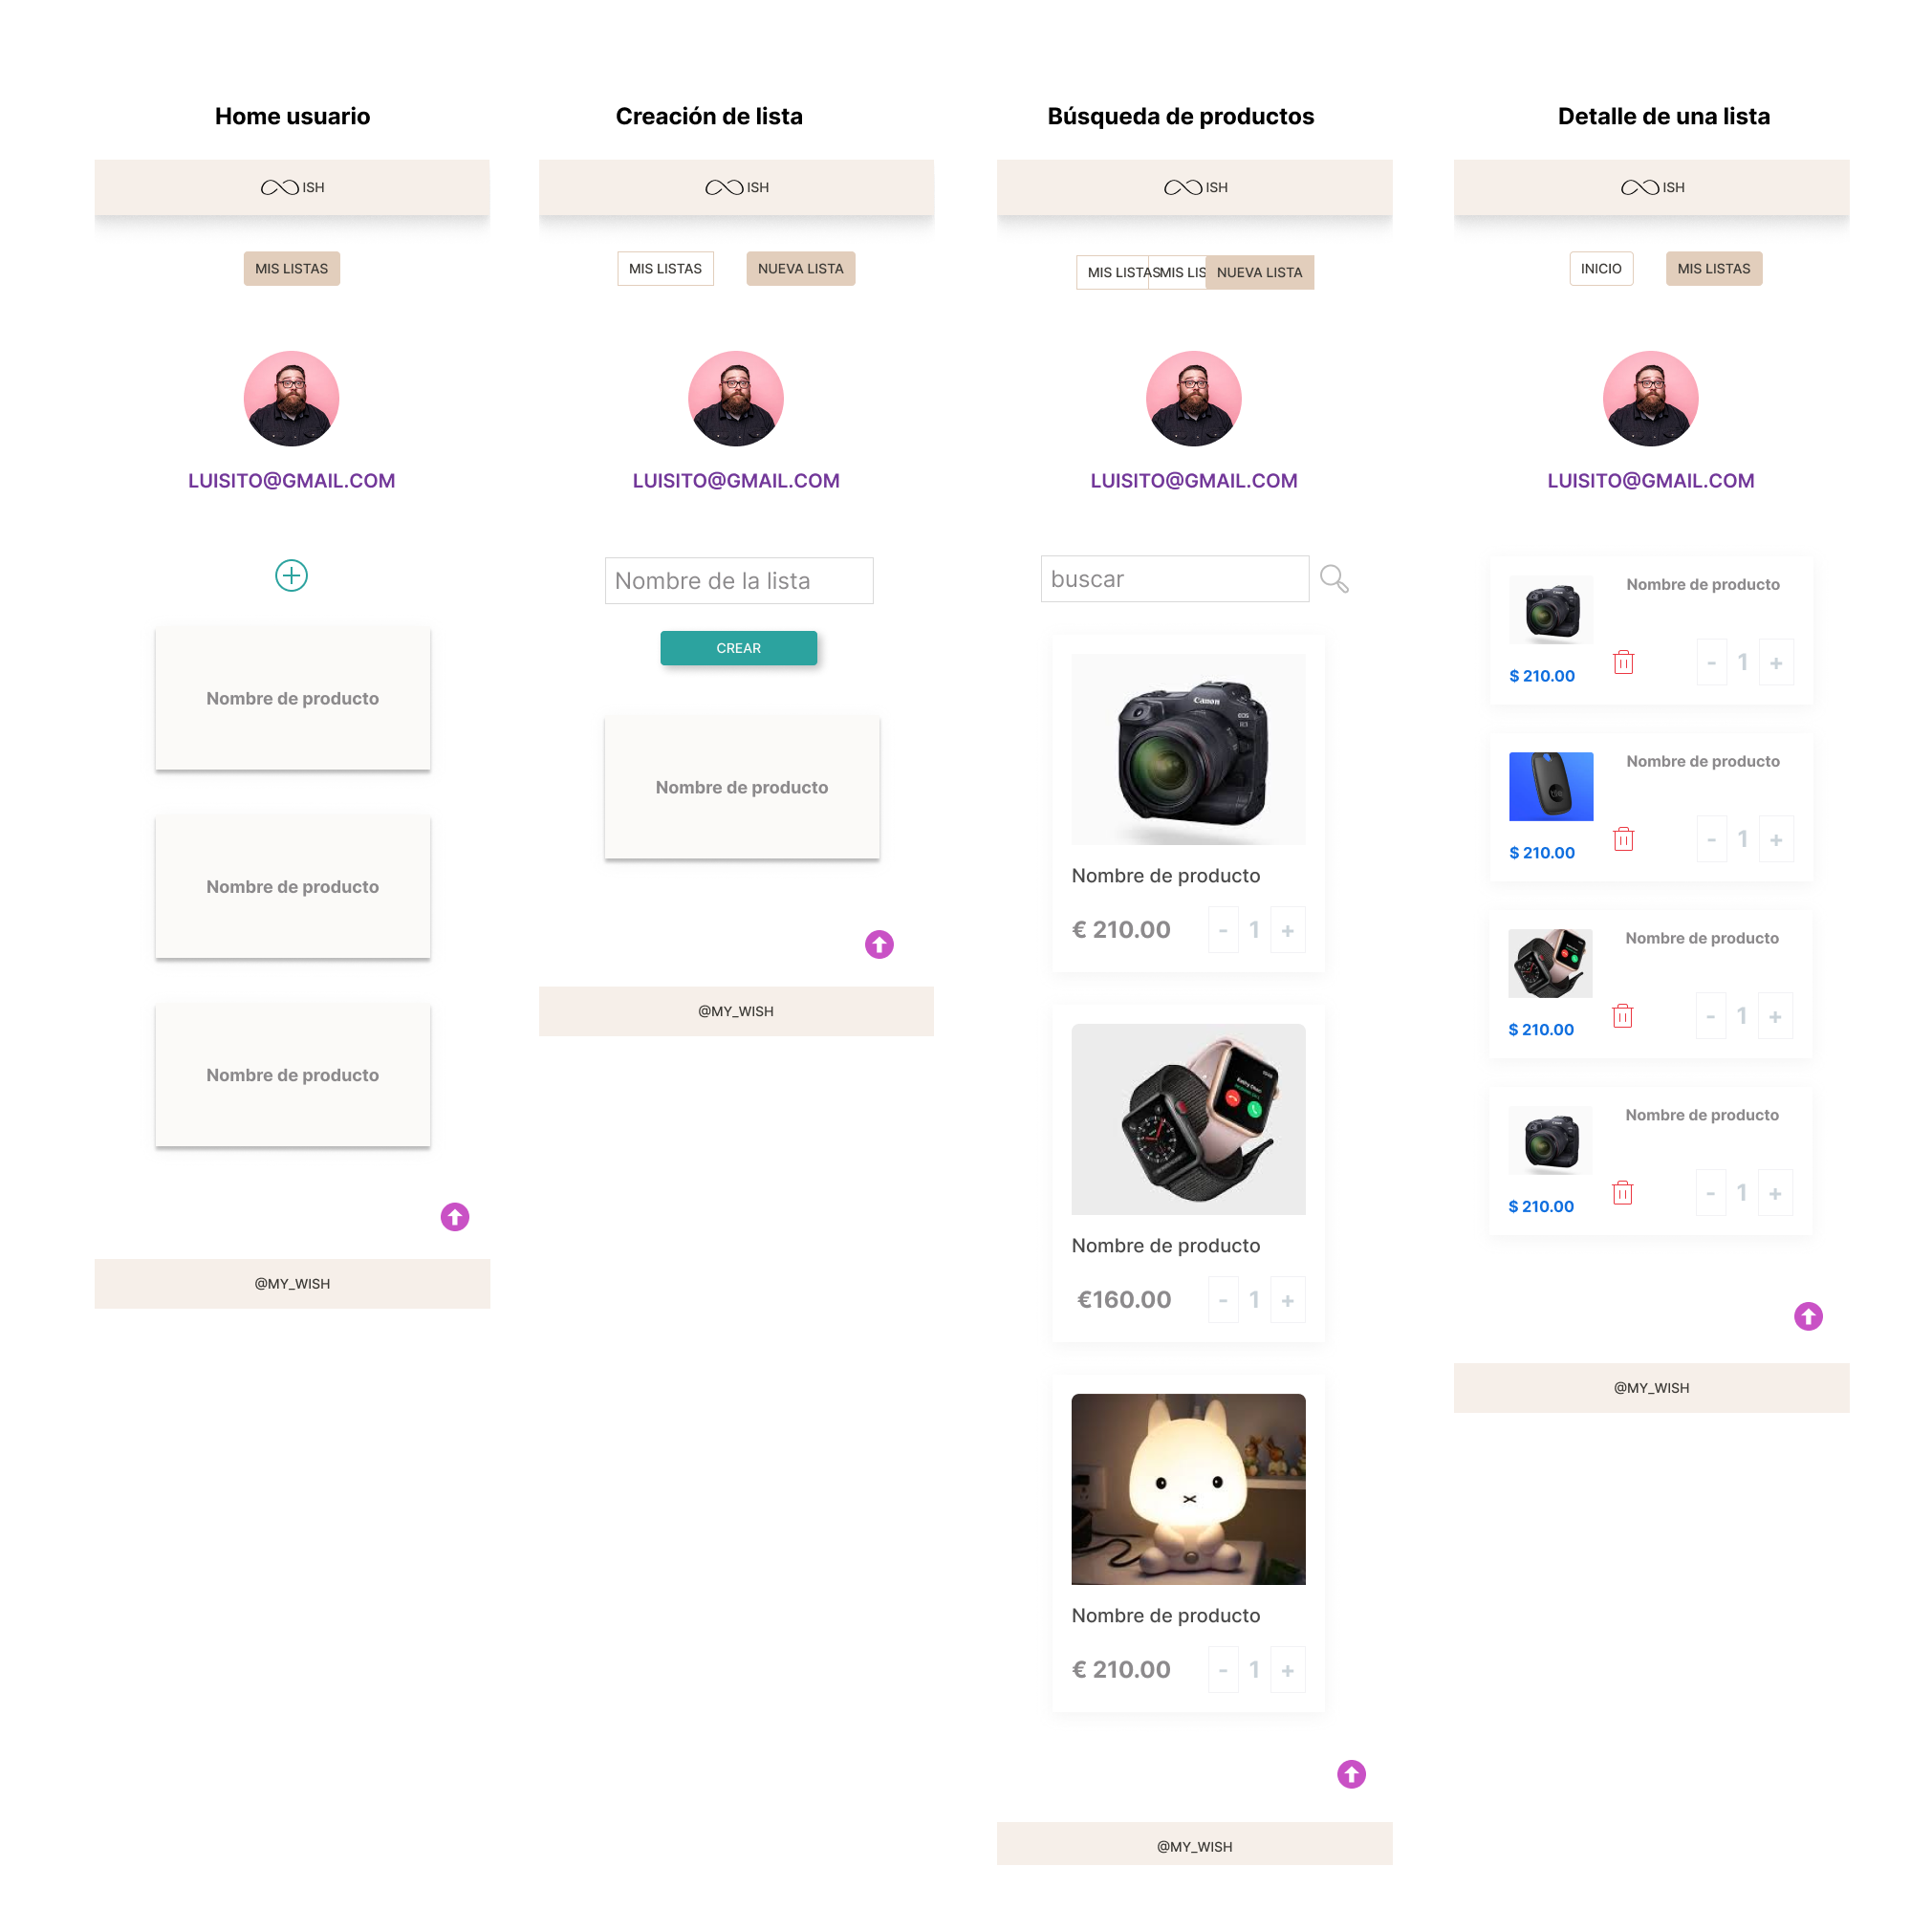 Home usuario
ISH
MIS LISTAS
LUISITO@GMAIL.COM
Nombre de producto
Nombre de producto
Nombre de producto
@MY_WISH
Creación de lista
ISH
MIS LISTAS
NUEVA LISTA
LUISITO@GMAIL.COM
Nombre de la lista
CREAR
Nombre de producto
@MY_WISH
Búsqueda de productos
ISH
MIS LISTAS
MIS LIS
NUEVA LISTA
LUISITO@GMAIL.COM
buscar
Canon
EOS
R3
Nombre de producto
€ 210.00
- 1 +
Nombre de producto
€160.00
- 1 +
Nombre de producto
€ 210.00
- 1 +
@MY_WISH
Detalle de una lista
ISH
INICIO
MIS LISTAS
LUISITO@GMAIL.COM
Nombre de producto
$ 210.00
- 1 +
Nombre de producto
$ 210.00
- 1 +
Nombre de producto
$ 210.00
- 1 +
Nombre de producto
$ 210.00
- 1 +
@MY_WISH